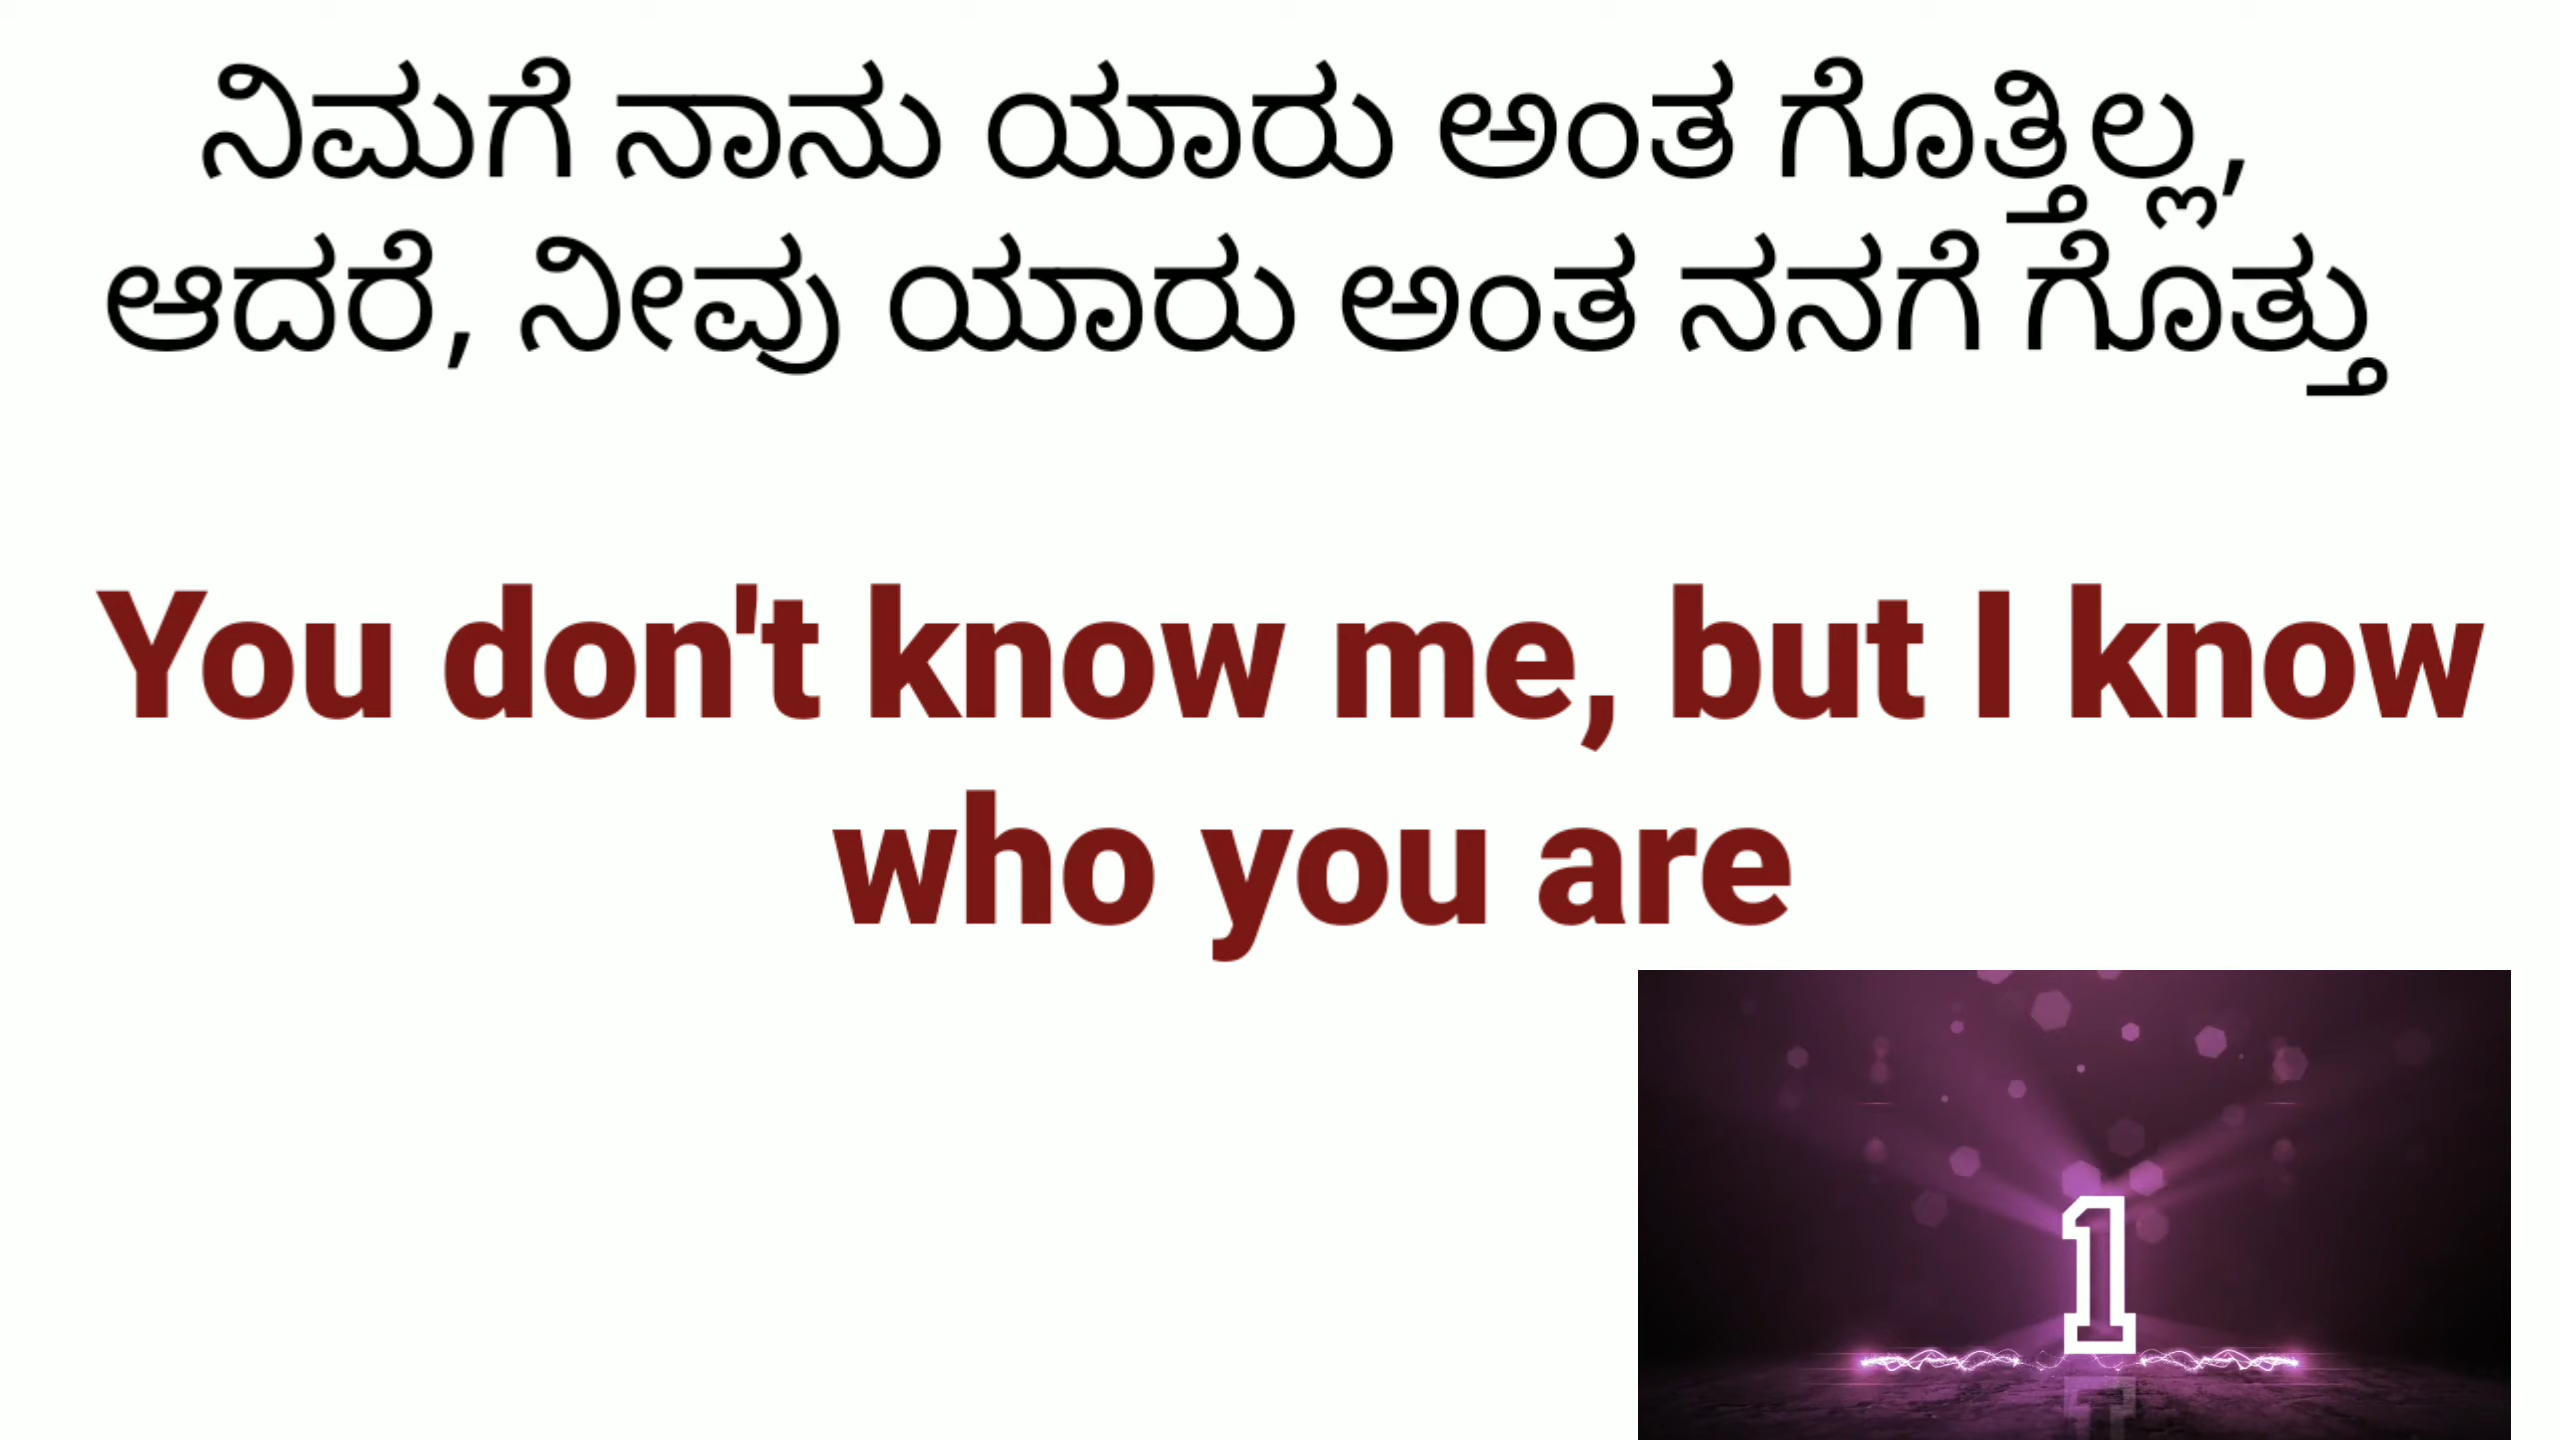 ನಿಮಗೆ ನಾನು ಯಾರು ಅಂತ ಗೊತ್ತಿಲ್ಲ,
ಆದರೆ, ನೀವು ಯಾರು ಅಂತ ನನಗೆ ಗೊತ್ತು
You don't know me, but I know
who you are
1